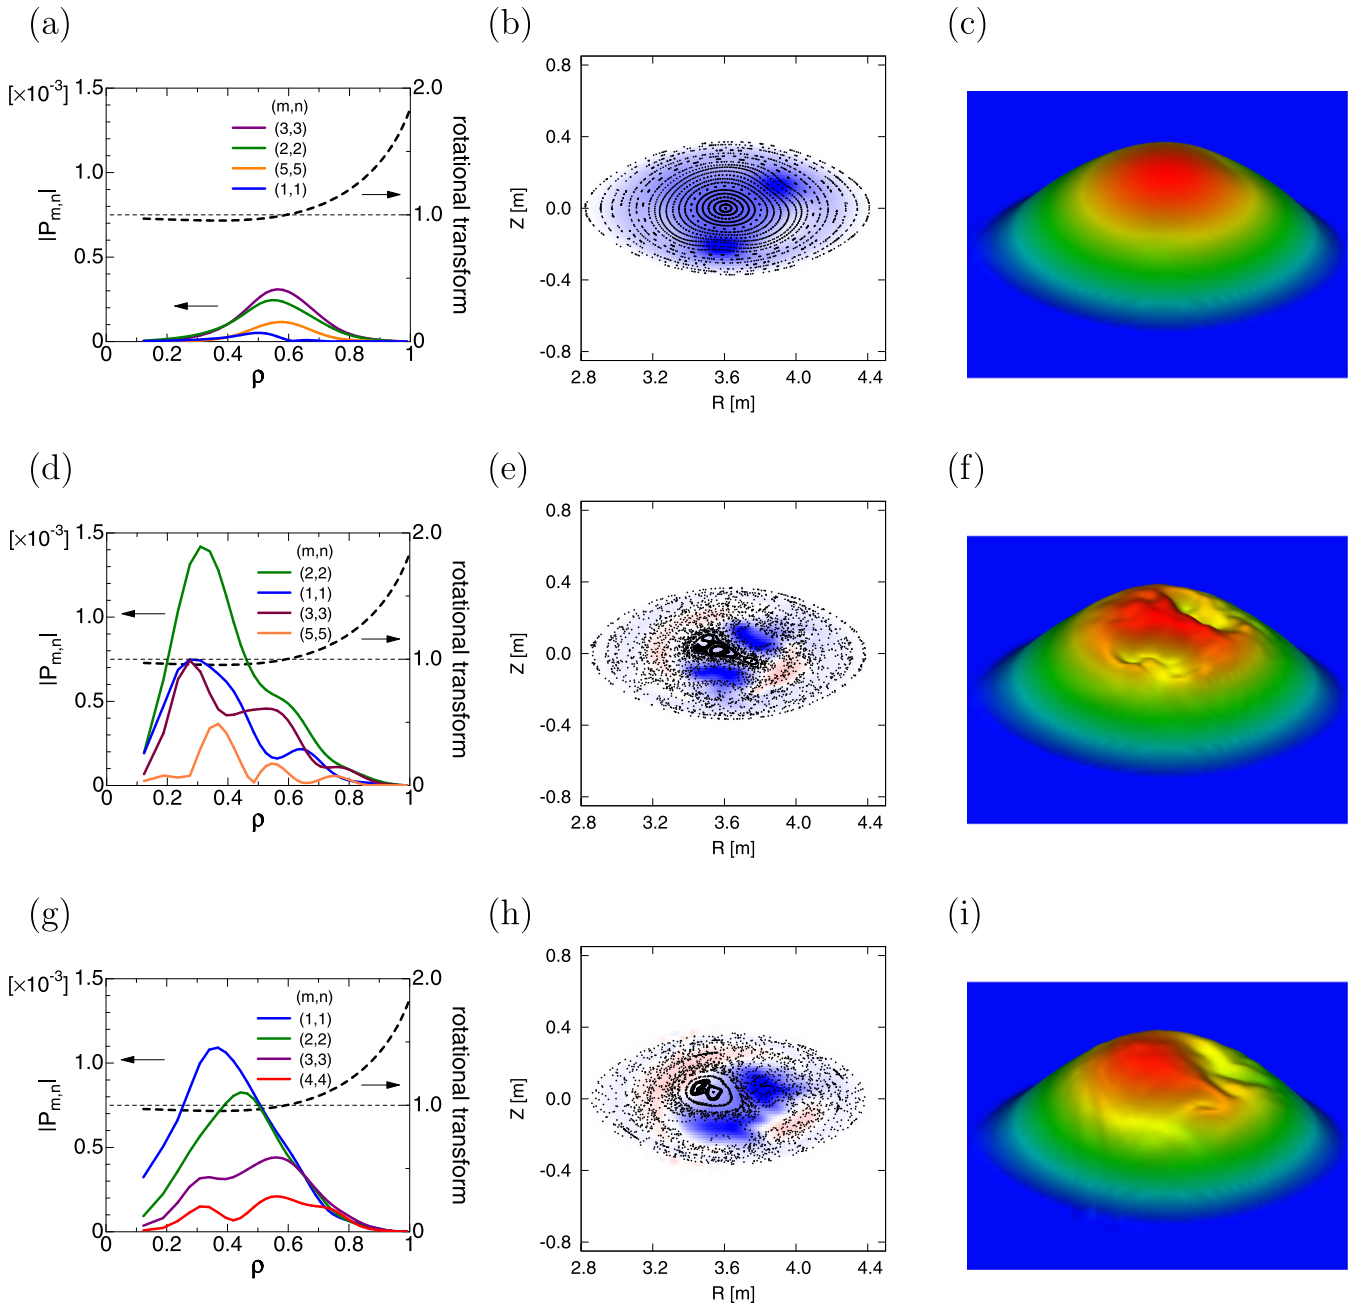 (a)
(b)
(c)
[×10-3]
1.5
1.0
0.5
0
|Pm,n|
2.0
1.0
0
rotational transform
(m,n)
(3,3)
(2,2)
(5,5)
(1,1)
0 0.2 0.4 0.6 0.8 1
ρ
0.8
0.4
0.0
-0.4
-0.8
Z [m]
2.8 3.2 3.6 4.0 4.4
R [m]
(d)
(e)
(f)
[×10-3]
1.5
1.0
0.5
0
|Pm,n|
2.0
1.0
0
rotational transform
(m,n)
(2,2)
(1,1)
(3,3)
(5,5)
0 0.2 0.4 0.6 0.8 1
ρ
0.8
0.4
0.0
-0.4
-0.8
Z [m]
2.8 3.2 3.6 4.0 4.4
R [m]
(g)
(h)
(i)
[×10-3]
1.5
1.0
0.5
0
|Pm,n|
2.0
1.0
0
rotational transform
(m,n)
(1,1)
(2,2)
(3,3)
(4,4)
0 0.2 0.4 0.6 0.8 1
ρ
0.8
0.4
0.0
-0.4
-0.8
Z [m]
2.8 3.2 3.6 4.0 4.4
R [m]